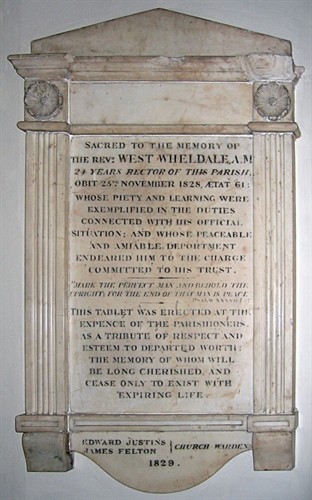 SACRED TO THE MEMORY OF
THE REV: WEST WHELDALE, A.M
24 YEARS RECTOR OF THIS PARISH,
OBIT 25TH NOVEMBER 1828, ÆTAT 61:
WHOSE PIETY AND LEARNING WERE
EXEMPLIFIED IN THE DUTIES
CONNECTED WITH HIS OFFICIAL
SITUATION; AND WHOSE PEACEABLE
AND AMIABLE, DEPORTMENT
ENDEARED HIM TO THE CHARGE
COMMITTED TO HIS TRUST.
"MARK THE PERFECT MAN AND BEHOLD THE
UPRIGHT, FOR THE END OF THAT MAN IS PEACE.
PSALM
THIS TABLET WAS ERECTED AT THE
EXPENCE OF THE PARISHIONERS,
AS A TRIBUTE OF RESPECT AND
ESTEEM TO DEPARTED WORTH:
THE MEMORY OF WHOM WILL
BE LONG CHERISHED, AND
CEASE ONLY TO EXIST WITH
EXPIRING LIFE.
EDWARD JUSTINS
JAMES FELTON
CHURCH WARDENS
1829.